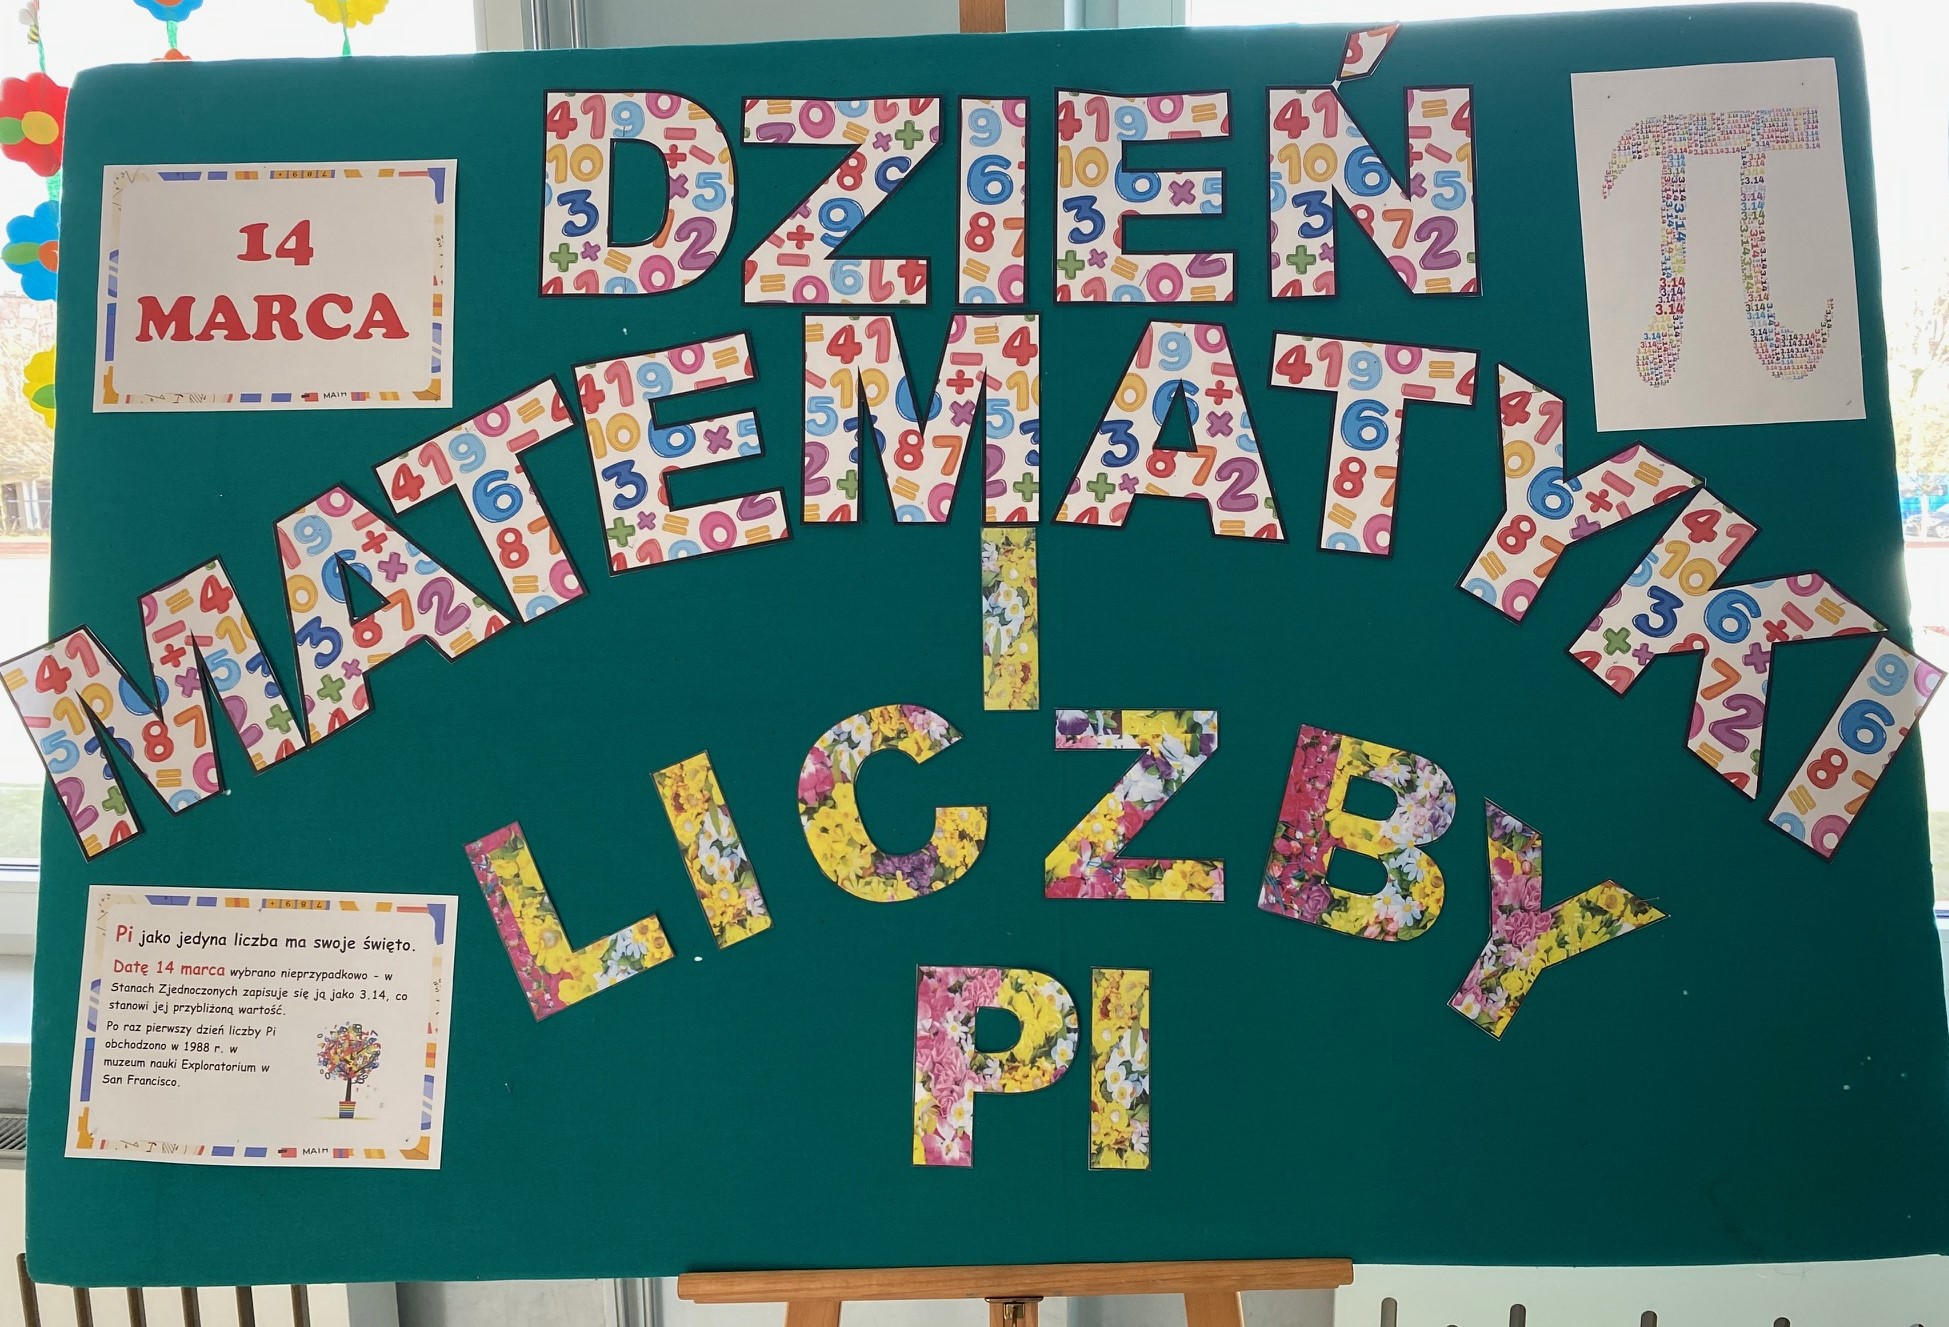 DZIEŃ
MATEMATYKI
I
LICZBY
PI
14
MARCA
π
Pi jako jedyna liczba ma swoje święto.
Datę 14 marca wybrano nieprzypadkowo - w
Stanach Zjednoczonych zapisuje się ją jako 3.14, co
stanowi jej przybliżoną wartość.
Po raz pierwszy dzień liczby Pi
obchodzono w 1988 r. w
muzeum nauki Exploratorium w
San Francisco.
MATH